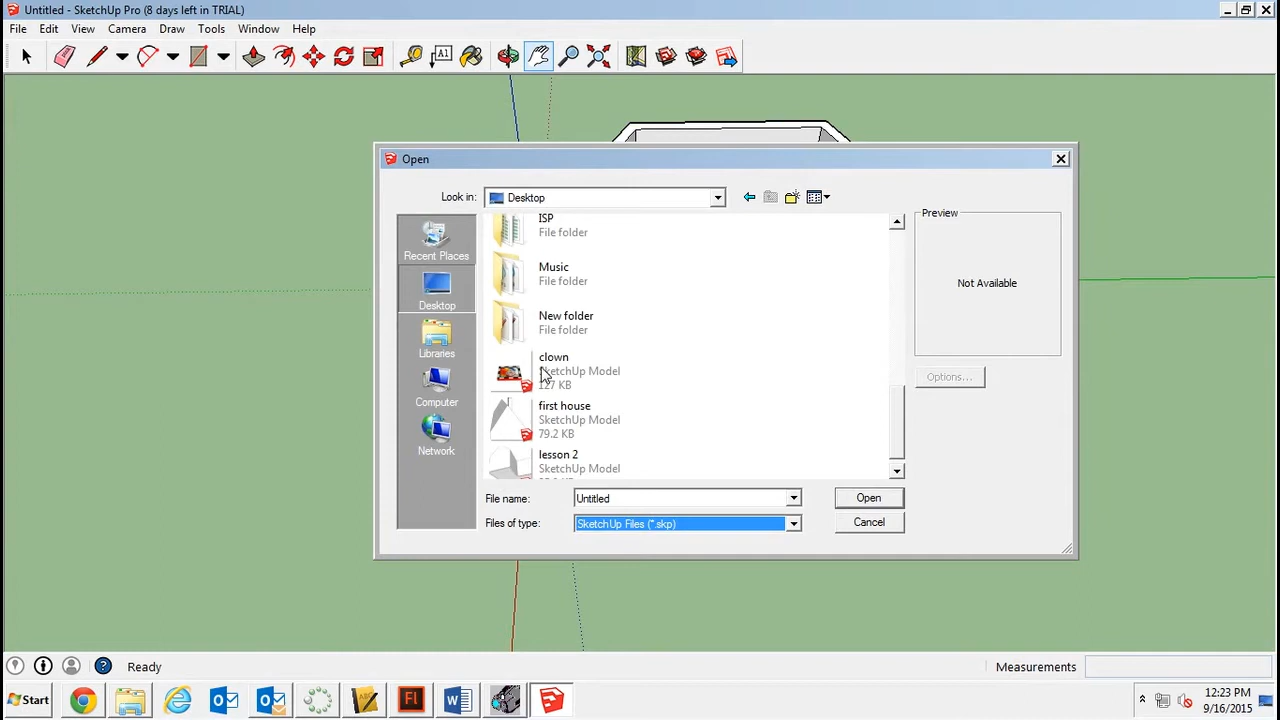 Untitled - SketchUp Pro (8 days left in TRIAL)
File Edit View Camera Draw Tools Window Help
A1
Open
Look in: Desktop
Recent Places
Desktop
Libraries
Computer
Network
ISP
File folder
Music
File folder
New folder
File folder
clown
SketchUp Model
127 KB
first house
SketchUp Model
79.2 KB
lesson 2
SketchUp Model
Preview
Not Available
Options...
File name: Untitled
Open
Files of type: SketchUp Files (*.skp)
Cancel
Ready
Measurements
Start
12:23 PM
9/16/2015